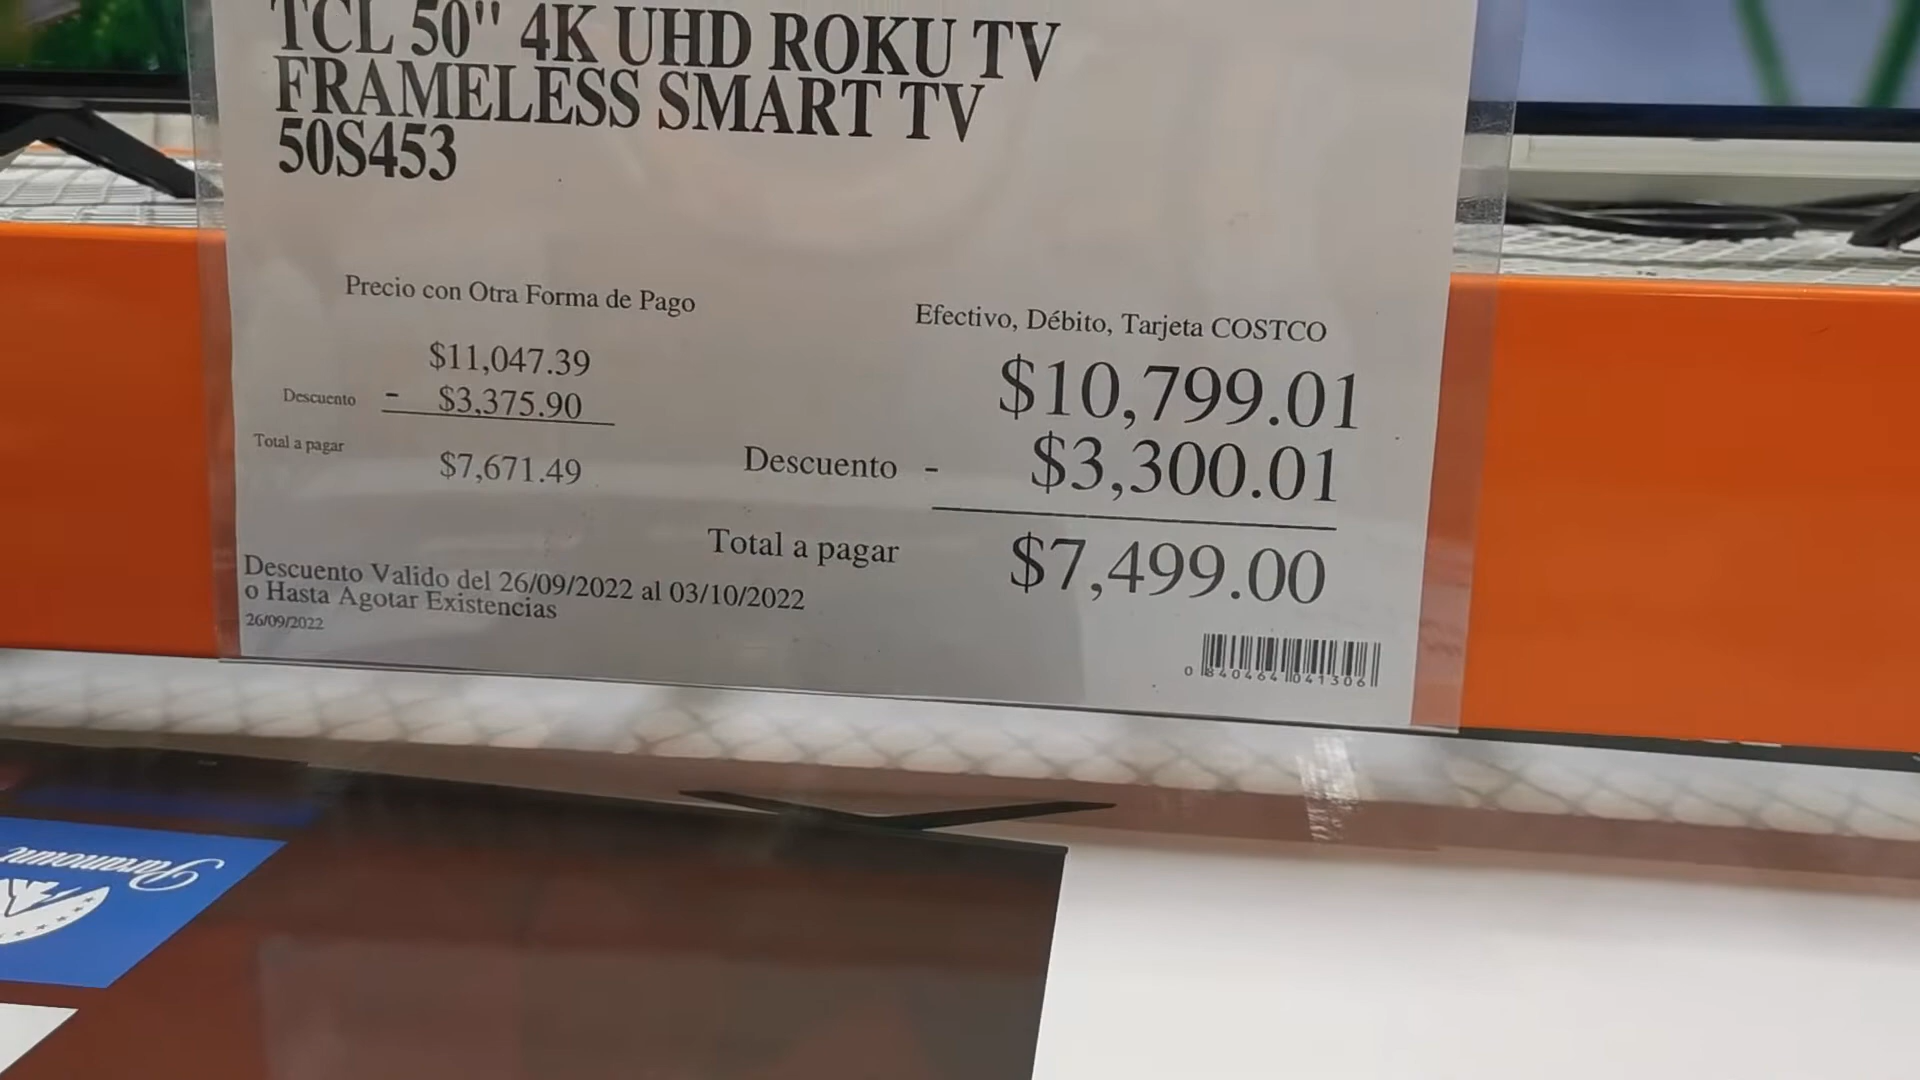 TCL 50" 4K UHD ROKU TV
FRAMELESS SMART TV
50S453
Precio con Otra Forma de Pago
$11,047.39
Descuento - $3,375.90
Total a pagar $7,671.49
Efectivo, Débito, Tarjeta COSTCO
$10,799.01
Descuento - $3,300.01
Total a pagar $7,499.00
Descuento Valido del 26/09/2022 al 03/10/2022
o Hasta Agotar Existencias
26/09/2022
0 840464 041306
Paramount